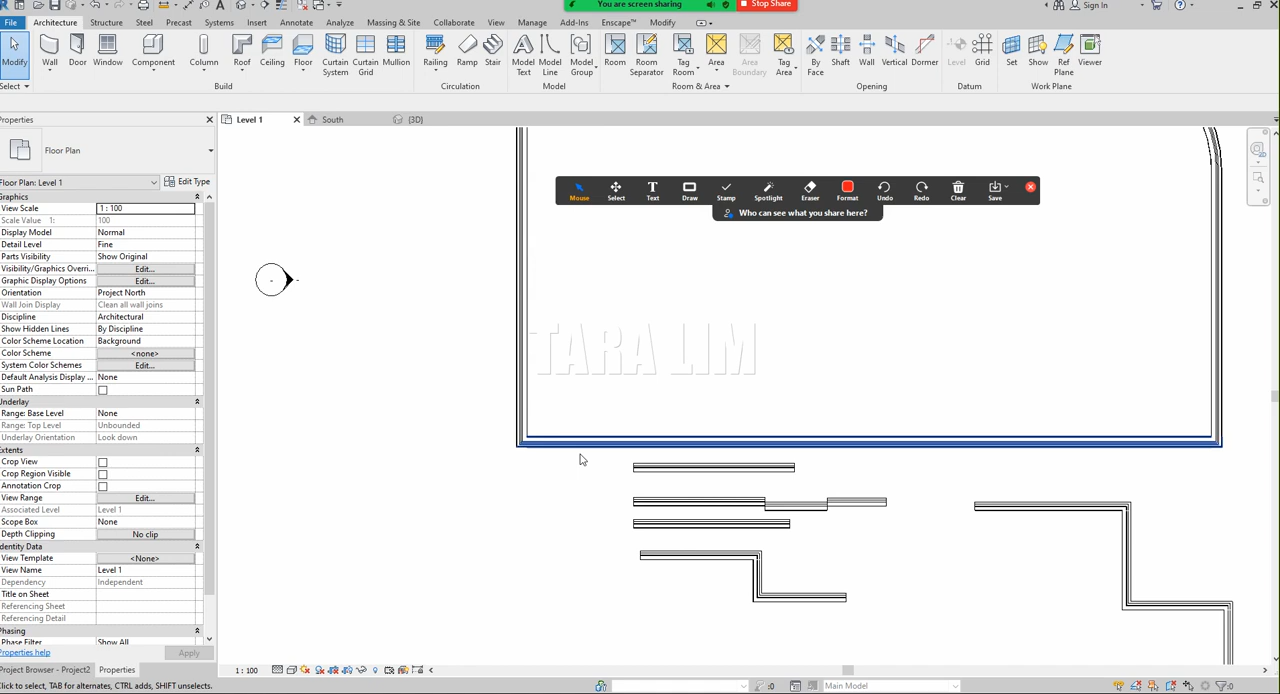 You are screen sharing
Stop Share
Sign In
File Architecture Structure Steel Precast Systems Insert Annotate Analyze Massing & Site Collaborate View Manage Add-Ins Enscape™ Modify
Modify Wall Door Window Component Column Roof Ceiling Floor Curtain System Curtain Grid Mullion Railing Ramp Stair Model Text Model Line Model Group Room Room Separator Tag Room Area Area Boundary Tag Area By Face Shaft Wall Vertical Dormer Level Grid Set Show Ref Plane Viewer
Select Build Circulation Model Room & Area Opening Datum Work Plane
Properties Level 1 South (3D)
Floor Plan
Floor Plan: Level 1 Edit Type
Graphics
View Scale 1 : 100
Scale Value 1: 100
Display Model Normal
Detail Level Fine
Parts Visibility Show Original
Visibility/Graphics Overri... Edit...
Graphic Display Options Edit...
Orientation Project North
Wall Join Display Clean all wall joins
Discipline Architectural
Show Hidden Lines By Discipline
Color Scheme Location Background
Color Scheme <none>
System Color Schemes Edit...
Default Analysis Display ... None
Sun Path
Underlay
Range: Base Level None
Range: Top Level Unbounded
Underlay Orientation Look down
Extents
Crop View
Crop Region Visible
Annotation Crop
View Range Edit...
Associated Level Level 1
Scope Box None
Depth Clipping No clip
Identity Data
View Template <None>
View Name Level 1
Dependency Independent
Title on Sheet
Referencing Sheet
Referencing Detail
Phasing
Phase Filter Show All
Properties help Apply
Project Browser - Project2 Properties
Mouse Select Text Draw Stamp Spotlight Eraser Format Undo Redo Clear Save
Who can see what you share here?
TARA LIM
1 : 100
Click to select, TAB for alternates, CTRL adds, SHIFT unselects. :0 Main Model :0